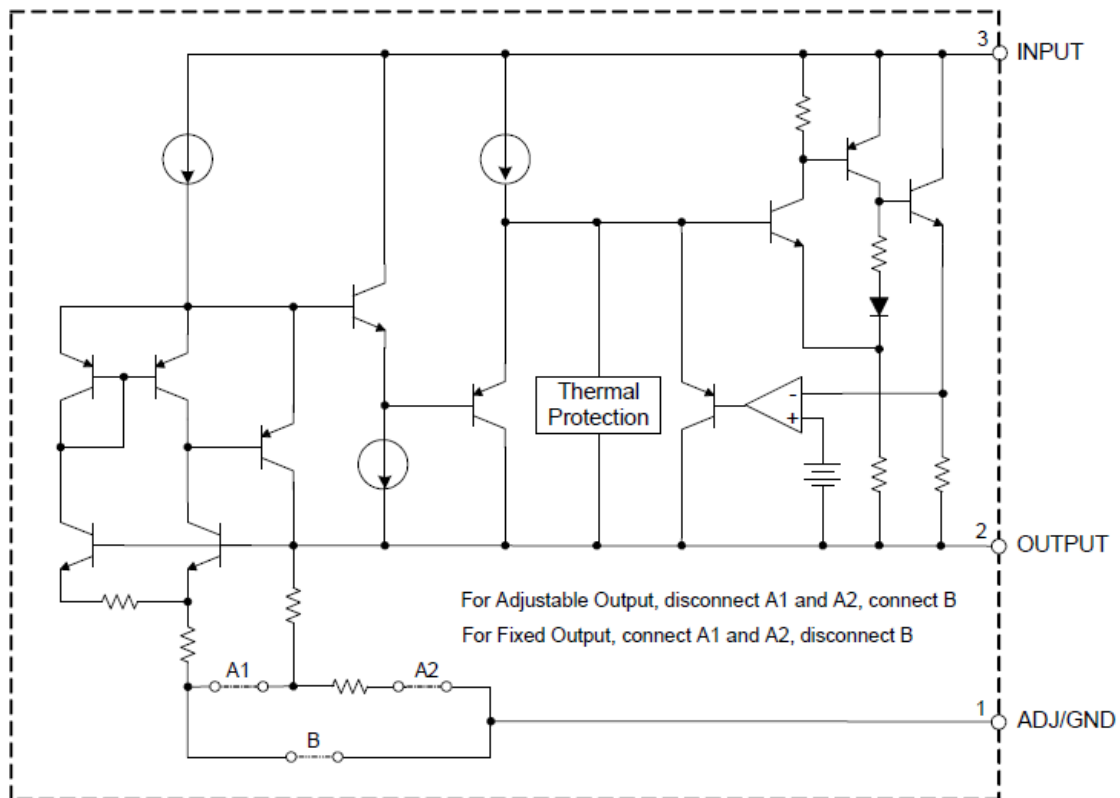 3 INPUT
Thermal
Protection
-
+
2 OUTPUT
For Adjustable Output, disconnect A1 and A2, connect B
For Fixed Output, connect A1 and A2, disconnect B
A1
A2
1 ADJ/GND
B